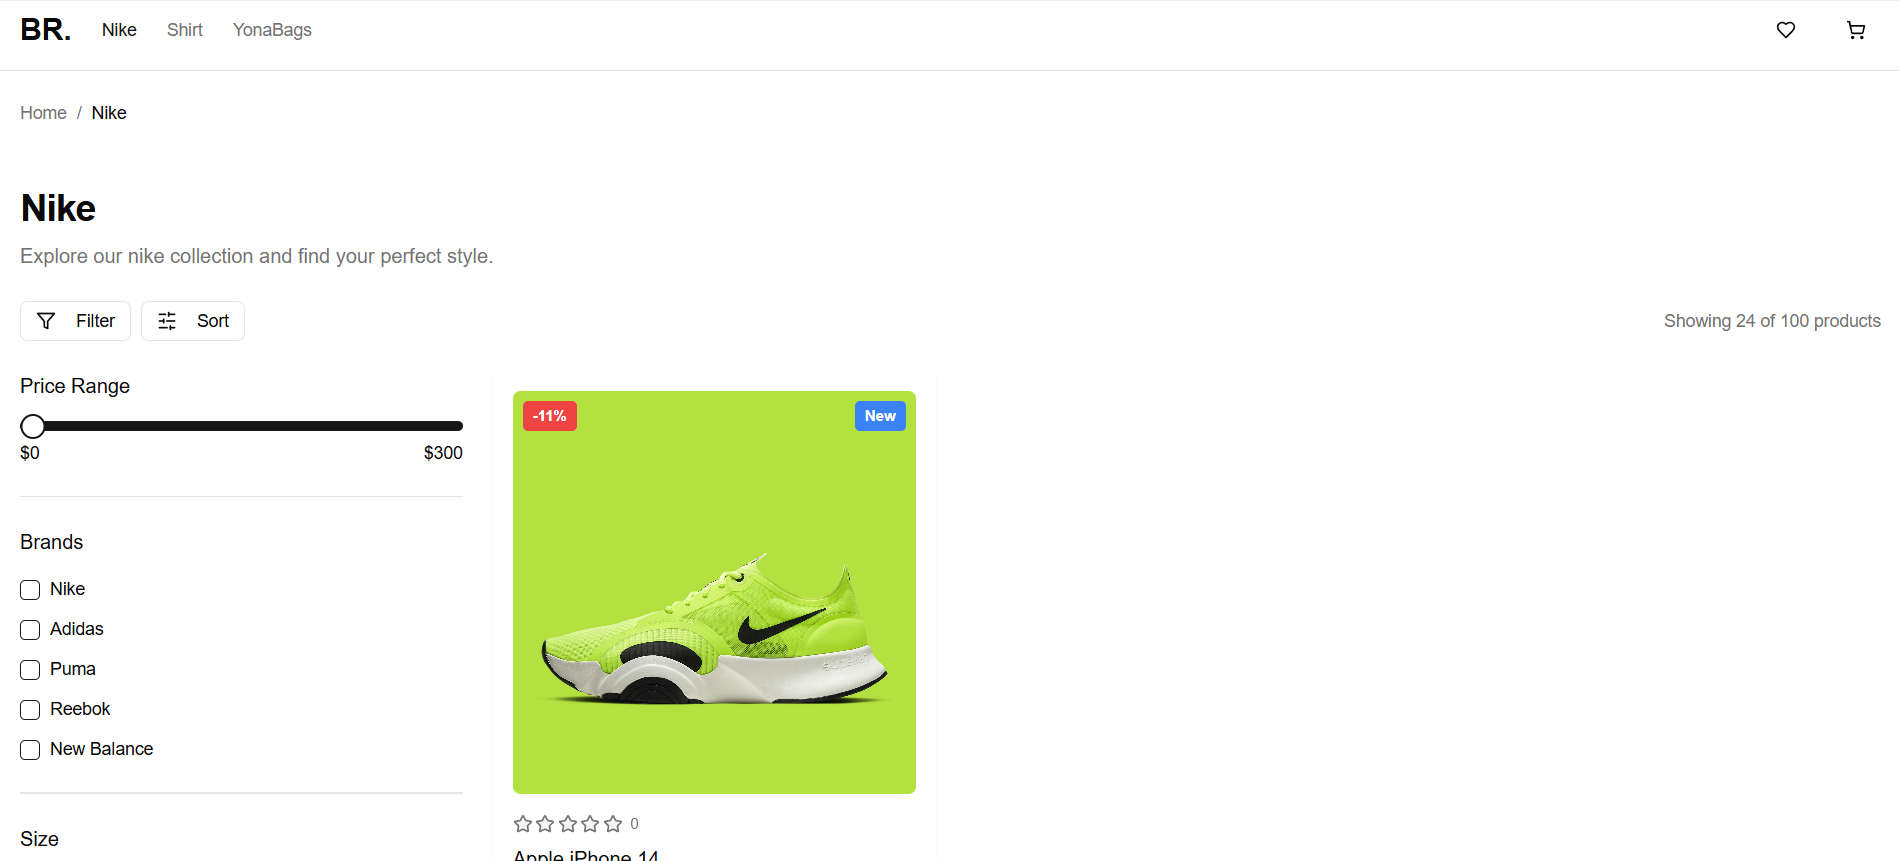 BR. Nike Shirt YonaBags
Home / Nike
Nike
Explore our nike collection and find your perfect style.
Filter Sort Showing 24 of 100 products
Price Range
$0 $300
Brands
Nike
Adidas
Puma
Reebok
New Balance
Size
-11% New
0
Apple iPhone 14